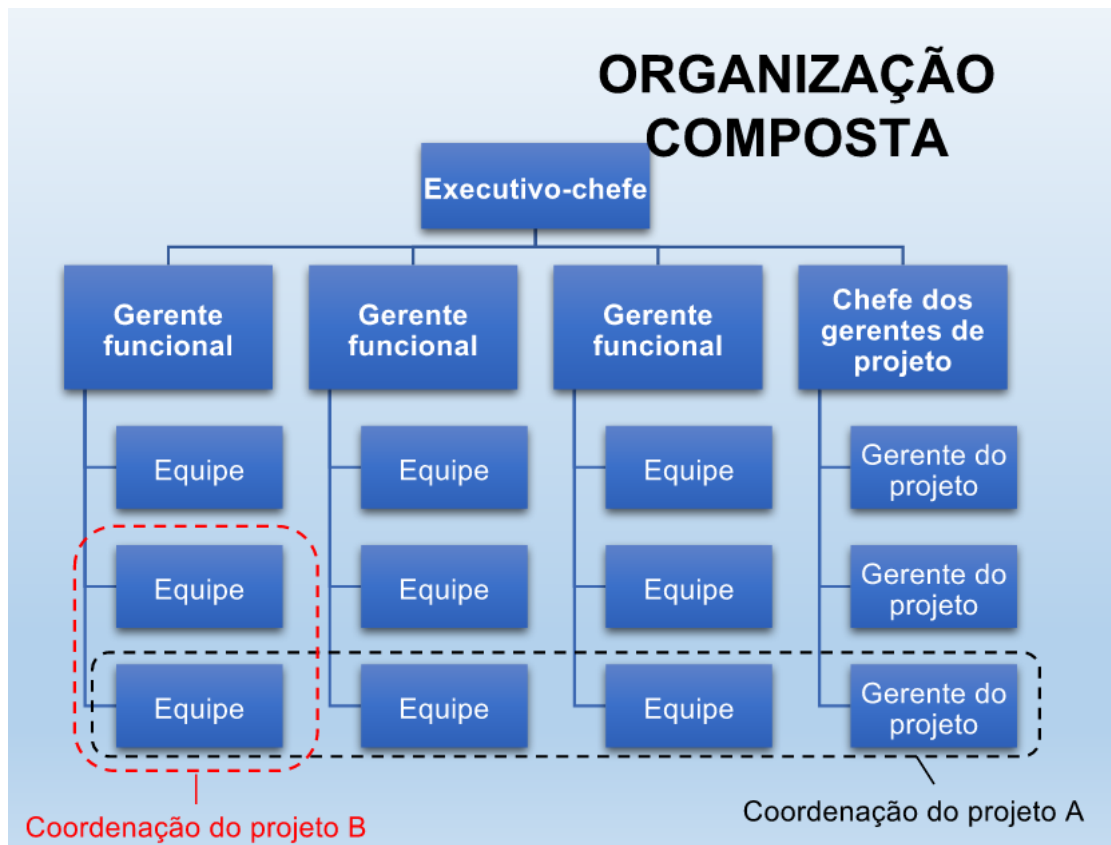 ORGANIZAÇÃO
COMPOSTA
Executivo-chefe
Gerente
funcional
Gerente
funcional
Gerente
funcional
Chefe dos
gerentes de
projeto
Equipe
Equipe
Equipe
Gerente do
projeto
Equipe
Equipe
Equipe
Gerente do
projeto
Equipe
Equipe
Equipe
Gerente do
projeto
Coordenação do projeto B
Coordenação do projeto A